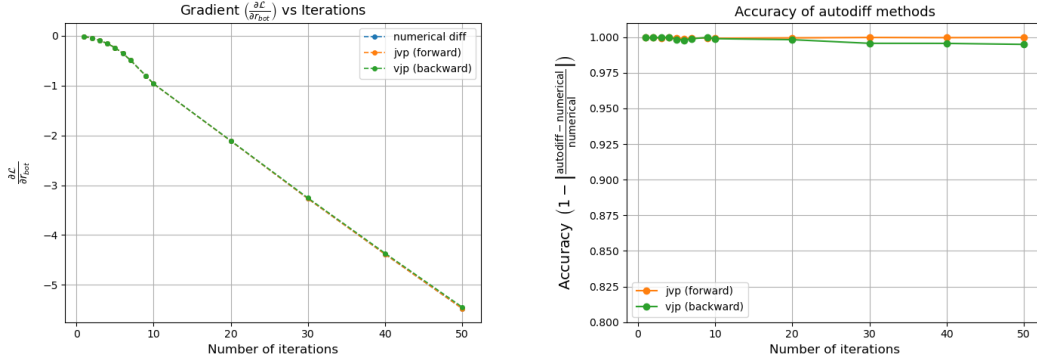 Gradient (∂ℒ/∂r_bot) vs Iterations
0
−1
−2
−3
−4
−5
∂ℒ/∂r_bot
numerical diff
jvp (forward)
vjp (backward)
0 10 20 30 40 50
Number of iterations
Accuracy of autodiff methods
1.000
0.975
0.950
0.925
0.900
0.875
0.850
0.825
0.800
Accuracy (1 − |autodiff − numerical / numerical|)
jvp (forward)
vjp (backward)
0 10 20 30 40 50
Number of iterations